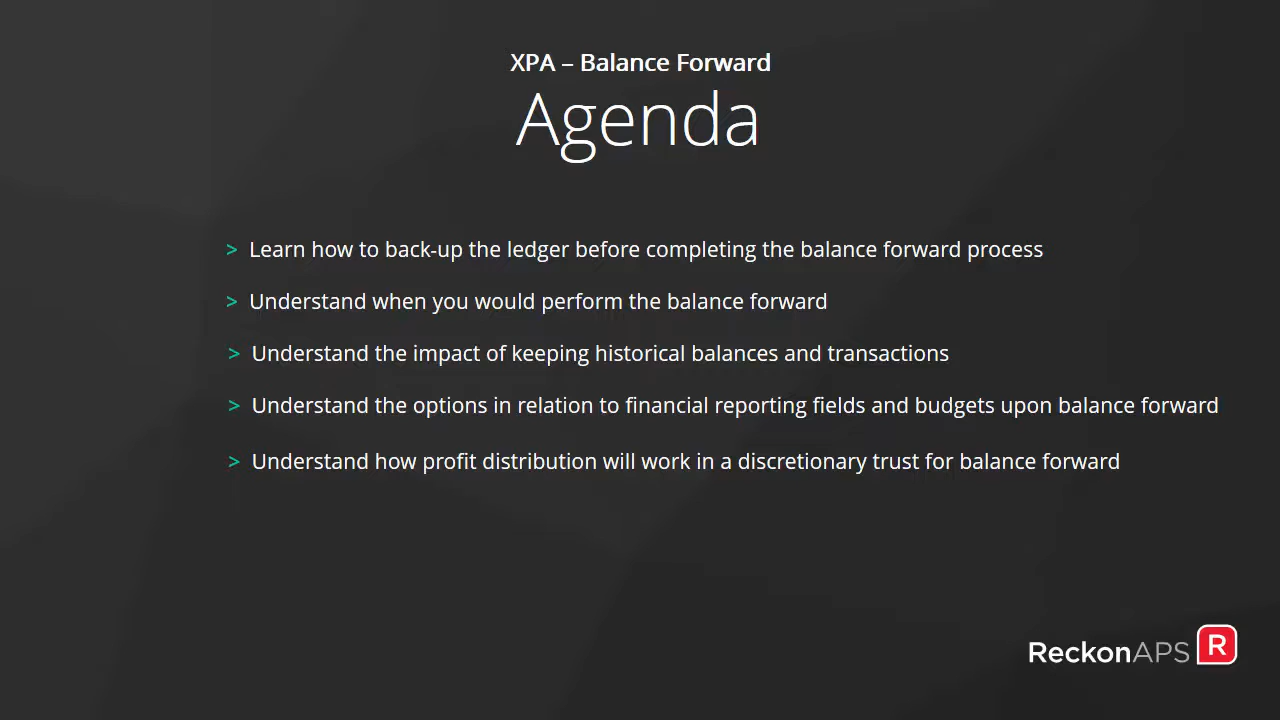 XPA – Balance Forward
Agenda
> Learn how to back-up the ledger before completing the balance forward process
> Understand when you would perform the balance forward
> Understand the impact of keeping historical balances and transactions
> Understand the options in relation to financial reporting fields and budgets upon balance forward
> Understand how profit distribution will work in a discretionary trust for balance forward
ReckonAPS R